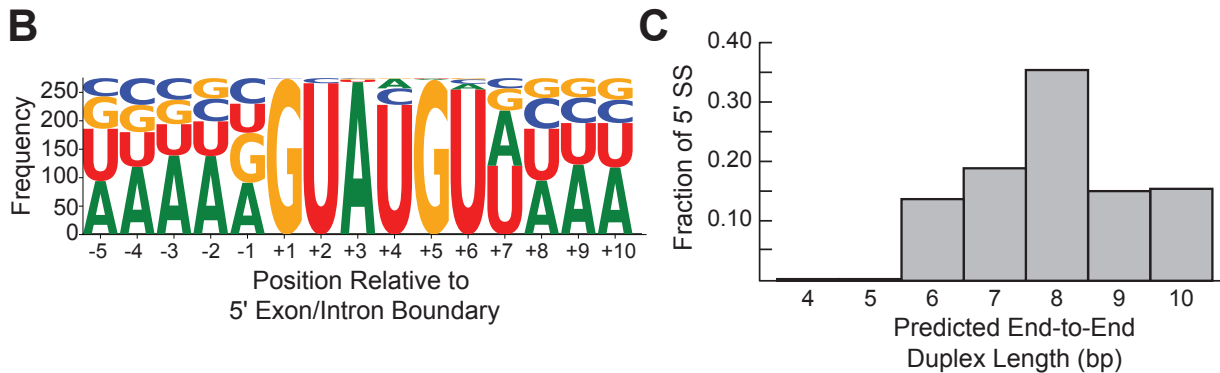 B
Frequency
250
200
150
100
50
0
C C C G C C U A U C C G G G
G G G C U G U A G U C A G C C C C
U U U U G C A U U U U
A A A A A G U A U G U U A A A
-5 -4 -3 -2 -1 +1 +2 +3 +4 +5 +6 +7 +8 +9 +10
Position Relative to
5' Exon/Intron Boundary
C
Fraction of 5' SS
0.40
0.30
0.20
0.10
4 5 6 7 8 9 10
Predicted End-to-End
Duplex Length (bp)